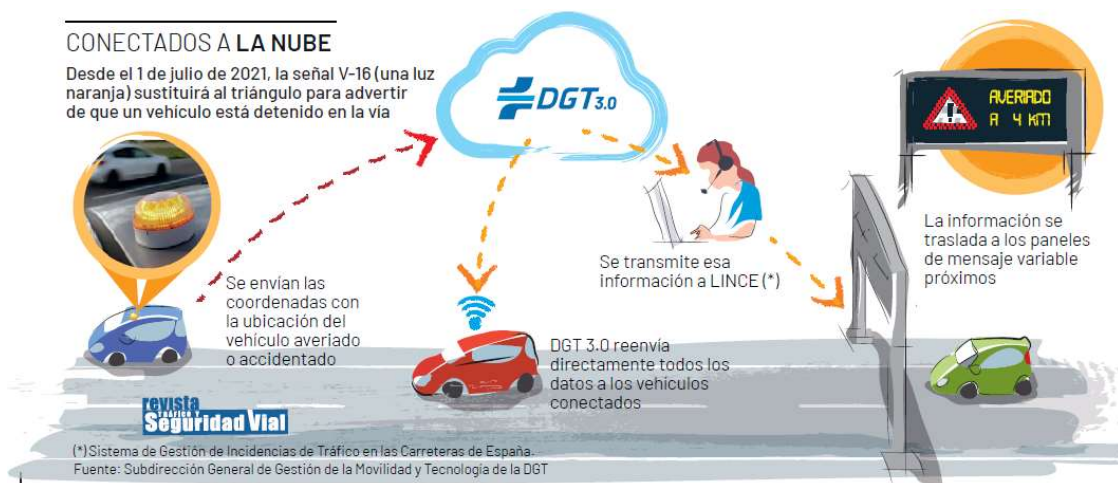 CONECTADOS A LA NUBE
Desde el 1 de julio de 2021, la señal V-16 (una luz
naranja) sustituirá al triángulo para advertir
de que un vehículo está detenido en la vía
DGT 3.0
AVERIADO
A 4 KM
La información se
traslada a los paneles
de mensaje variable
próximos
Se transmite esa
información a LINCE (*)
Se envían las
coordenadas con
la ubicación del
vehículo averiado
o accidentado
DGT 3.0 reenvía
directamente todos los
datos a los vehículos
conectados
revista
TRÁFICO Y
Seguridad Vial
(*) Sistema de Gestión de Incidencias de Tráfico en las Carreteras de España.
Fuente: Subdirección General de Gestión de la Movilidad y Tecnología de la DGT